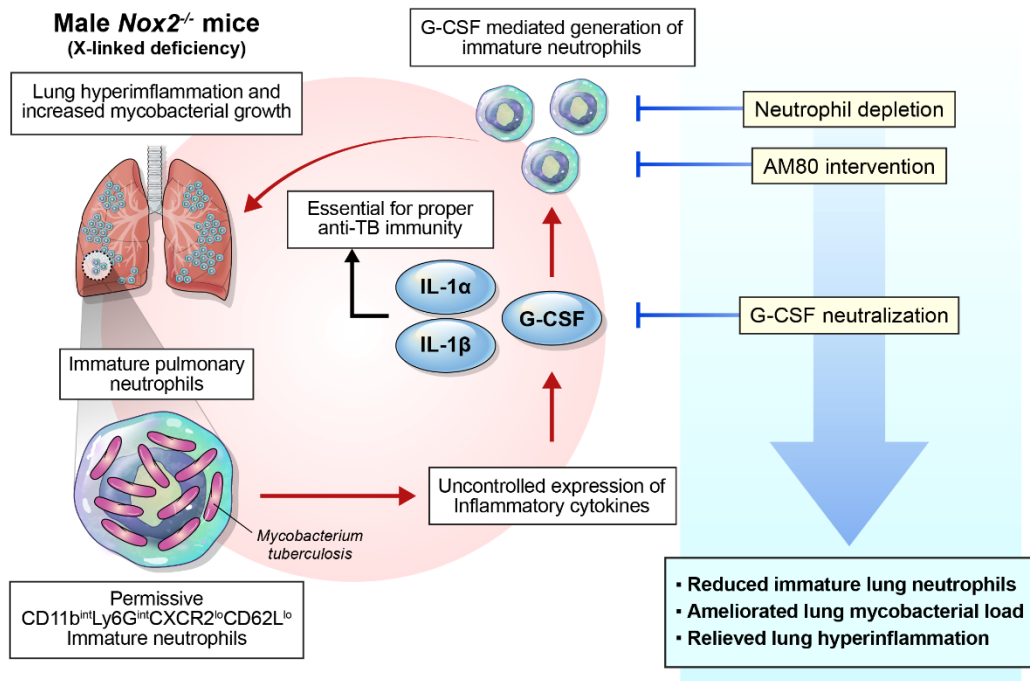 Male Nox2-/- mice
(X-linked deficiency)
Lung hyperimflammation and
increased mycobacterial growth
G-CSF mediated generation of
immature neutrophils
Neutrophil depletion
AM80 intervention
Essential for proper
anti-TB immunity
IL-1α
IL-1β
G-CSF
G-CSF neutralization
Immature pulmonary
neutrophils
Mycobacterium
tuberculosis
Uncontrolled expression of
Inflammatory cytokines
Permissive
CD11bintLy6GintCXCR2loCD62Llo
Immature neutrophils
▪ Reduced immature lung neutrophils
▪ Ameliorated lung mycobacterial load
▪ Relieved lung hyperinflammation